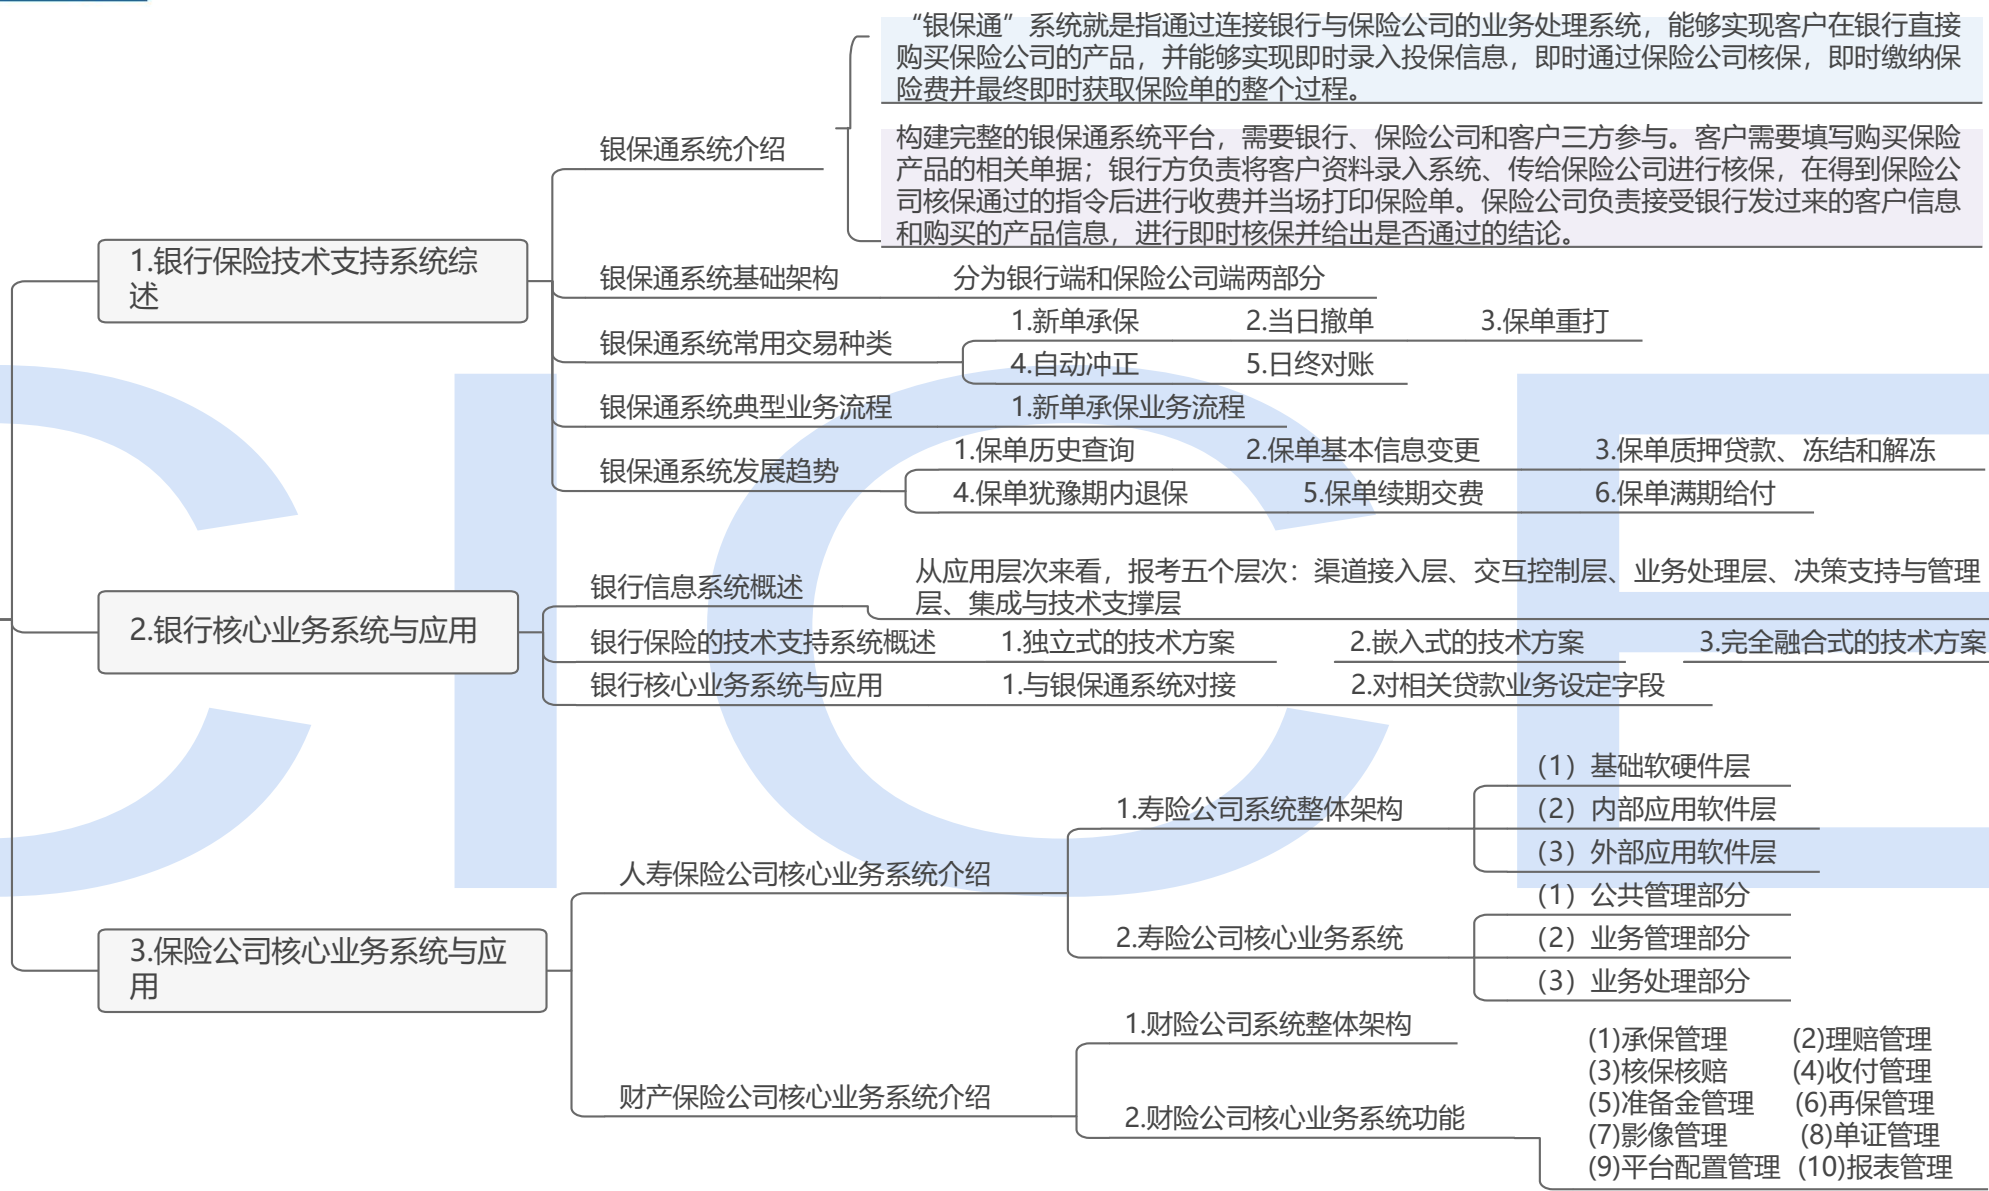 “银保通”系统就是指通过连接银行与保险公司的业务处理系统，能够实现客户在银行直接
购买保险公司的产品，并能够实现即时录入投保信息，即时通过保险公司核保，即时缴纳保
险费并最终即时获取保险单的整个过程。
构建完整的银保通系统平台，需要银行、保险公司和客户三方参与。客户需要填写购买保险
产品的相关单据；银行方负责将客户资料录入系统、传给保险公司进行核保，在得到保险公
司核保通过的指令后进行收费并当场打印保险单。保险公司负责接受银行发过来的客户信息
和购买的产品信息，进行即时核保并给出是否通过的结论。
银保通系统介绍
1.银行保险技术支持系统综
述
银保通系统基础架构 分为银行端和保险公司端两部分
银保通系统常用交易种类
1.新单承保 2.当日撤单 3.保单重打
4.自动冲正 5.日终对账
银保通系统典型业务流程 1.新单承保业务流程
银保通系统发展趋势
1.保单历史查询 2.保单基本信息变更 3.保单质押贷款、冻结和解冻
4.保单犹豫期内退保 5.保单续期交费 6.保单满期给付
2.银行核心业务系统与应用
银行信息系统概述
从应用层次来看，报考五个层次：渠道接入层、交互控制层、业务处理层、决策支持与管理
层、集成与技术支撑层
银行保险的技术支持系统概述 1.独立式的技术方案 2.嵌入式的技术方案 3.完全融合式的技术方案
银行核心业务系统与应用 1.与银保通系统对接 2.对相关贷款业务设定字段
3.保险公司核心业务系统与应
用
人寿保险公司核心业务系统介绍
1.寿险公司系统整体架构
（1）基础软硬件层
（2）内部应用软件层
（3）外部应用软件层
2.寿险公司核心业务系统
（1）公共管理部分
（2）业务管理部分
（3）业务处理部分
财产保险公司核心业务系统介绍
1.财险公司系统整体架构
2.财险公司核心业务系统功能
(1)承保管理 (2)理赔管理
(3)核保核赔 (4)收付管理
(5)准备金管理 (6)再保管理
(7)影像管理 (8)单证管理
(9)平台配置管理 (10)报表管理
CICE